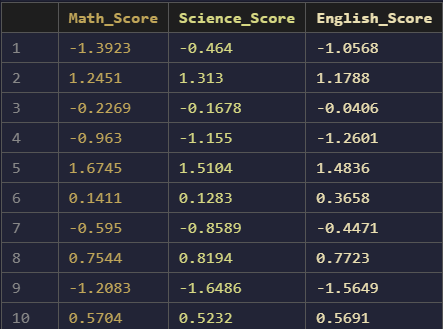 Math_Score Science_Score English_Score
1 -1.3923 -0.464 -1.0568
2 1.2451 1.313 1.1788
3 -0.2269 -0.1678 -0.0406
4 -0.963 -1.155 -1.2601
5 1.6745 1.5104 1.4836
6 0.1411 0.1283 0.3658
7 -0.595 -0.8589 -0.4471
8 0.7544 0.8194 0.7723
9 -1.2083 -1.6486 -1.5649
10 0.5704 0.5232 0.5691